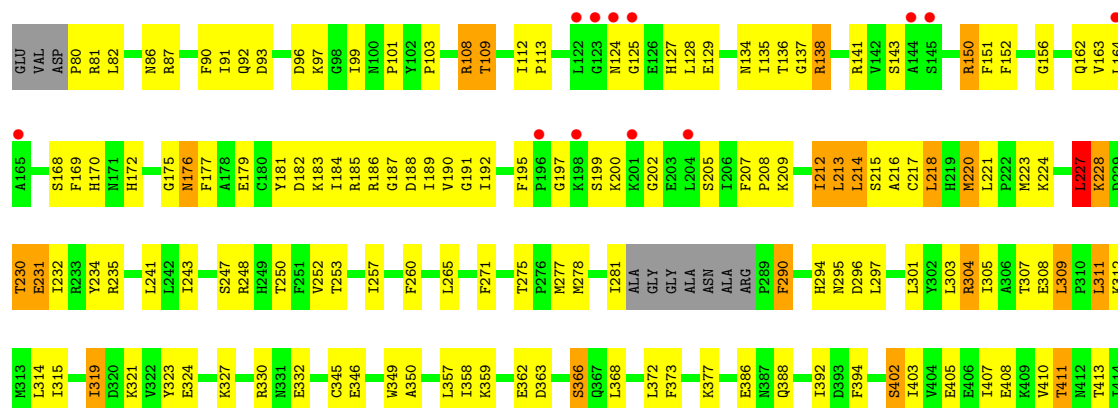 GLU VAL ASP P80 R81 L82 N86 R87 F90 I91 Q92 D93 D96 K97 G98 I99 N100 P101 Y102 P103 R108 T109 I112 P113 L122 G123 N124 G125 E126 H127 L128 E129 N134 I135 T136 G137 R138 R141 V142 S143 A144 S145 R150 F151 F152 G156 Q162 V163 L164
A165 S168 F169 H170 N171 G175 N176 F177 A178 E179 C180 Y181 D182 K183 I184 R185 R186 G187 D188 I189 V190 G191 I192 F195 P196 G197 K198 S199 K200 K201 G202 E203 L204 S205 I206 F207 P208 K209 I212 L213 L214 S215 A216 C217 L218 H219 M220 L221 P222 M223 K224 L227 K228 D229
T230 E231 I232 R233 Y234 R235 L241 L242 I243 S247 R248 H249 T250 F251 V252 T253 I257 F260 L265 F271 T275 P276 M277 M278 I281 ALA GLY GLY ALA ASN ALA ARG P289 F290 H294 N295 D296 L297 L301 Y302 L303 R304 I305 A306 T307 E308 L309 P310 L311 K312
M313 L314 I315 I319 D320 K321 V322 Y323 E324 K327 R330 N331 E332 C345 E346 W349 A350 L357 I358 K359 E362 D363 S366 Q367 L368 L372 F373 K377 E386 N387 Q388 I392 D393 F394 S402 I403 V404 E405 E406 I407 E408 K409 V410 T411 N412 T413